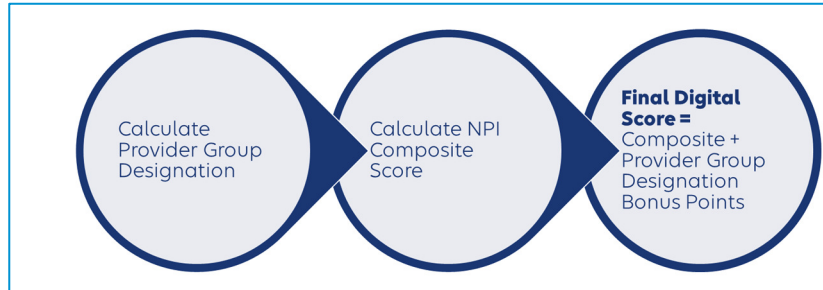 Calculate
Provider Group
Designation
Calculate NPI
Composite
Score
Final Digital
Score =
Composite +
Provider Group
Designation
Bonus Points